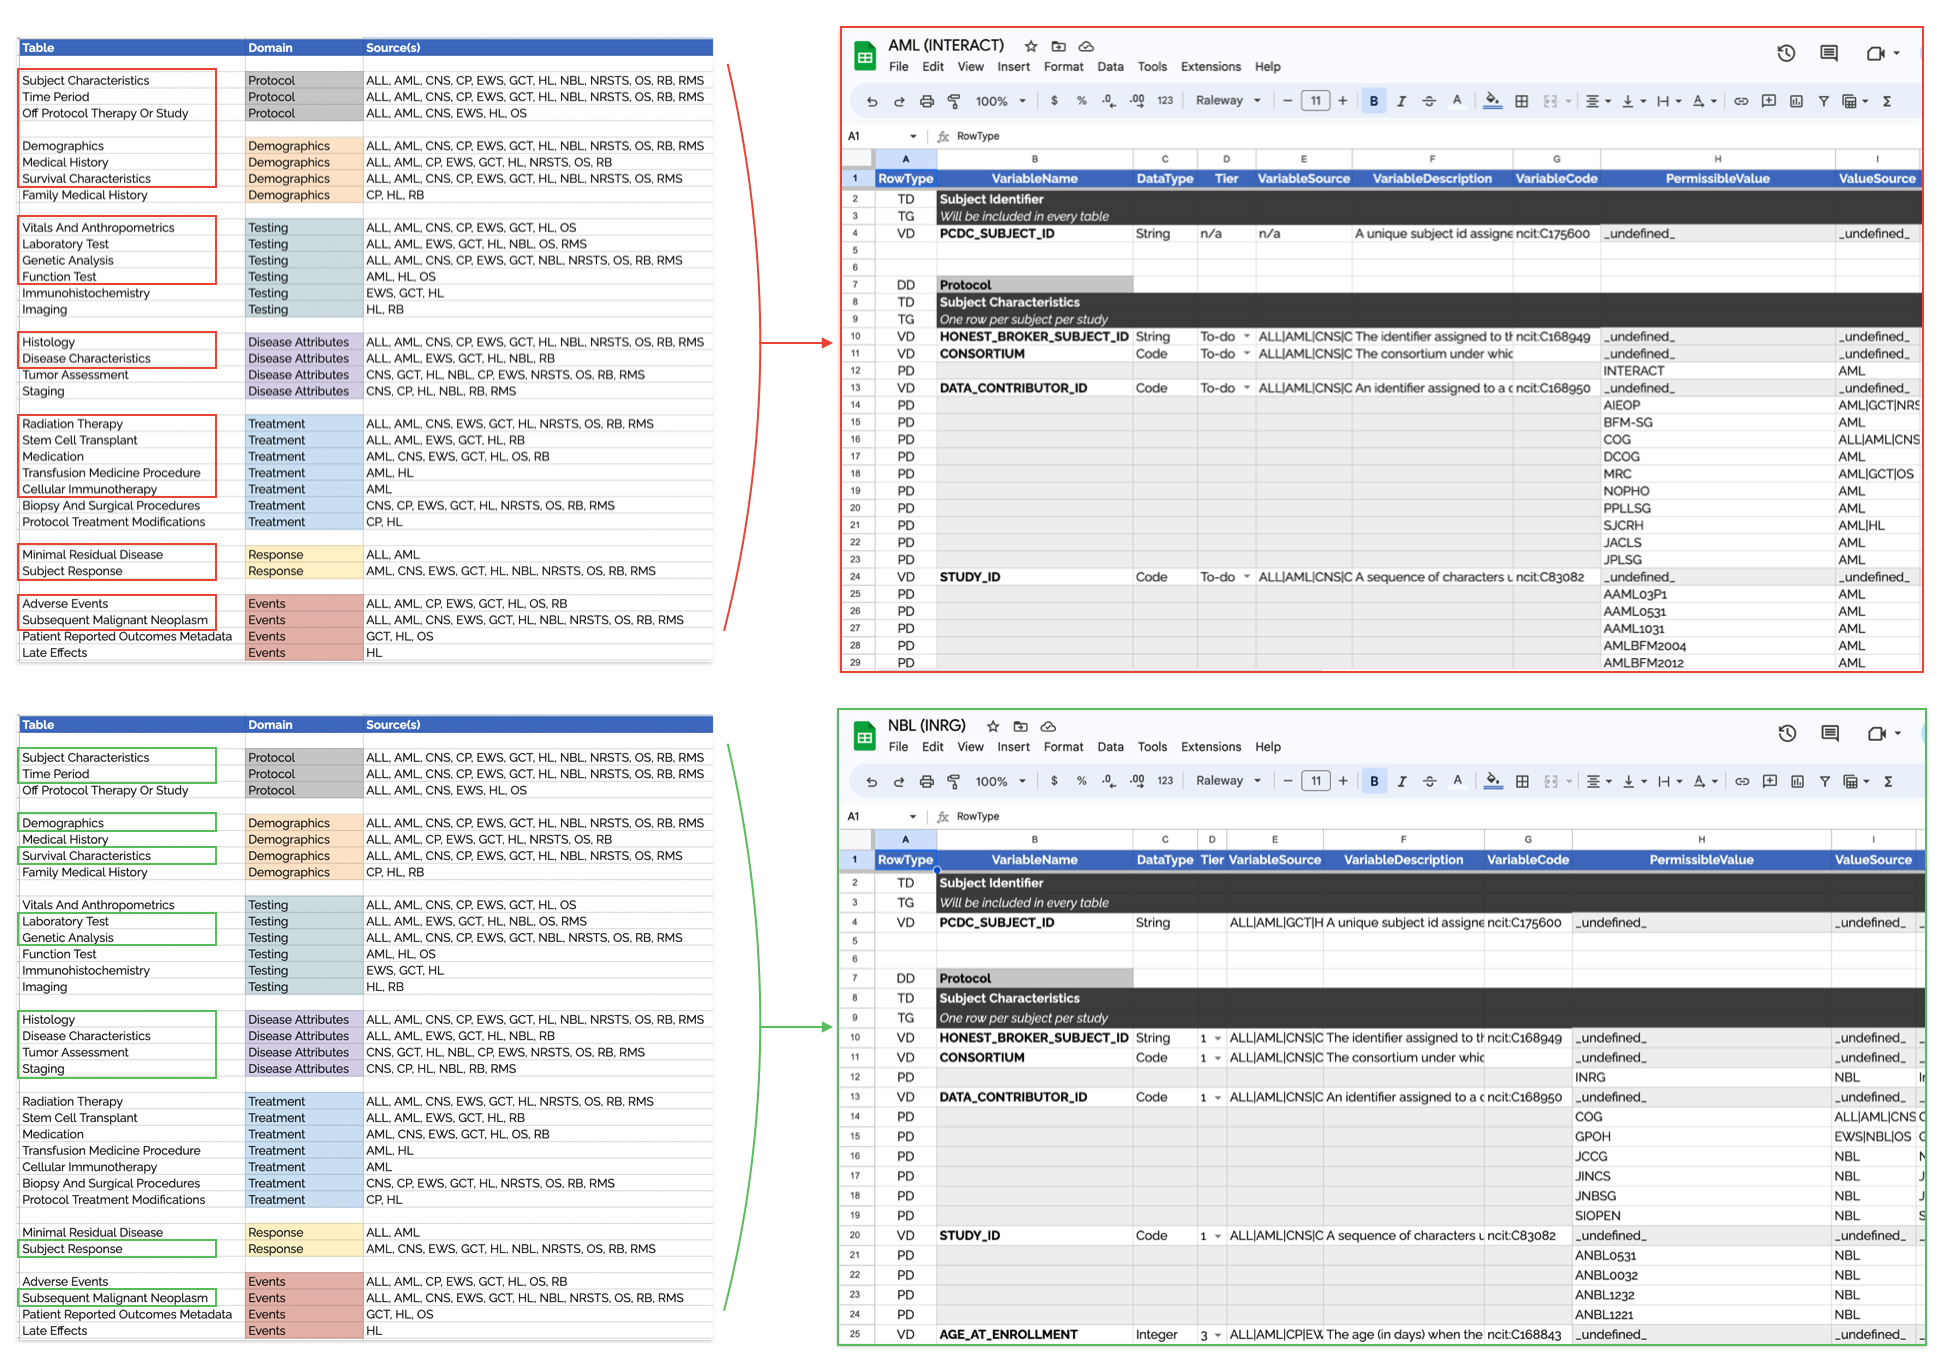 Table Domain Source(s)
Subject Characteristics Protocol ALL, AML, CNS, CP, EWS, GCT, HL, NBL, NRSTS, OS, RB, RMS
Time Period Protocol ALL, AML, CNS, CP, EWS, GCT, HL, NBL, NRSTS, OS, RB, RMS
Off Protocol Therapy Or Study Protocol ALL, AML, CNS, EWS, HL, OS
Demographics Demographics ALL, AML, CNS, CP, EWS, GCT, HL, NBL, NRSTS, OS, RB, RMS
Medical History Demographics ALL, AML, CP, EWS, GCT, HL, NRSTS, OS, RB
Survival Characteristics Demographics ALL, AML, CNS, CP, EWS, GCT, HL, NBL, NRSTS, OS, RMS
Family Medical History Demographics CP, HL, RB
Vitals And Anthropometrics Testing ALL, AML, CNS, CP, EWS, GCT, HL, OS
Laboratory Test Testing ALL, AML, EWS, GCT, HL, NBL, OS, RMS
Genetic Analysis Testing ALL, AML, CNS, CP, EWS, GCT, NBL, NRSTS, OS, RB, RMS
Function Test Testing AML, HL, OS
Immunohistochemistry Testing EWS, GCT, HL
Imaging Testing HL, RB
Histology Disease Attributes ALL, AML, CNS, CP, EWS, GCT, HL, NBL, NRSTS, OS, RB, RMS
Disease Characteristics Disease Attributes ALL, AML, EWS, GCT, HL, NBL, RB
Tumor Assessment Disease Attributes CNS, GCT, HL, NBL, CP, EWS, NRSTS, OS, RB, RMS
Staging Disease Attributes CNS, CP, HL, NBL, RB, RMS
Radiation Therapy Treatment ALL, AML, CNS, EWS, GCT, HL, NRSTS, OS, RB, RMS
Stem Cell Transplant Treatment ALL, AML, EWS, GCT, HL, RB
Medication Treatment AML, CNS, EWS, GCT, HL, OS, RB
Transfusion Medicine Procedure Treatment AML, HL
Cellular Immunotherapy Treatment AML
Biopsy And Surgical Procedures Treatment CNS, CP, EWS, GCT, HL, NRSTS, OS, RB, RMS
Protocol Treatment Modifications Treatment CP, HL
Minimal Residual Disease Response ALL, AML
Subject Response Response AML, CNS, EWS, GCT, HL, NBL, NRSTS, OS, RB, RMS
Adverse Events Events ALL, AML, CP, EWS, GCT, HL, OS, RB
Subsequent Malignant Neoplasm Events ALL, AML, CNS, EWS, GCT, HL, NBL, NRSTS, OS, RB, RMS
Patient Reported Outcomes Metadata Events GCT, HL, OS
Late Effects Events HL
AML (INTERACT)
File Edit View Insert Format Data Tools Extensions Help
100% $ % .0 .00 123 Raleway − 11 + B I S A
A1 fx RowType
A B C D E F G H I
1 RowType VariableName DataType Tier VariableSource VariableDescription VariableCode PermissibleValue ValueSource
2 TD Subject Identifier
3 TG Will be included in every table
4 VD PCDC_SUBJECT_ID String n/a n/a A unique subject id assigne ncit:C175600 _undefined_ _undefined_
5
6
7 DD Protocol
8 TD Subject Characteristics
9 TG One row per subject per study
10 VD HONEST_BROKER_SUBJECT_ID String To-do ALL|AML|CNS|C The identifier assigned to th ncit:C168949 _undefined_ _undefined_
11 VD CONSORTIUM Code To-do ALL|AML|CNS|C The consortium under whic _undefined_ _undefined_
12 PD INTERACT AML
13 VD DATA_CONTRIBUTOR_ID Code To-do ALL|AML|CNS|C An identifier assigned to a c ncit:C168950 _undefined_ _undefined_
14 PD AIEOP AML|GCT|NRS
15 PD BFM-SG AML
16 PD COG ALL|AML|CNS
17 PD DCOG AML
18 PD MRC AML|GCT|OS
19 PD NOPHO AML
20 PD PPLLSG AML
21 PD SJCRH AML|HL
22 PD JACLS AML
23 PD JPLSG AML
24 VD STUDY_ID Code To-do ALL|AML|CNS|C A sequence of characters u ncit:C83082 _undefined_ _undefined_
25 PD AAML03P1 AML
26 PD AAML0531 AML
27 PD AAML1031 AML
28 PD AMLBFM2004 AML
29 PD AMLBFM2012 AML
Table Domain Source(s)
Subject Characteristics Protocol ALL, AML, CNS, CP, EWS, GCT, HL, NBL, NRSTS, OS, RB, RMS
Time Period Protocol ALL, AML, CNS, CP, EWS, GCT, HL, NBL, NRSTS, OS, RB, RMS
Off Protocol Therapy Or Study Protocol ALL, AML, CNS, EWS, HL, OS
Demographics Demographics ALL, AML, CNS, CP, EWS, GCT, HL, NBL, NRSTS, OS, RB, RMS
Medical History Demographics ALL, AML, CP, EWS, GCT, HL, NRSTS, OS, RB
Survival Characteristics Demographics ALL, AML, CNS, CP, EWS, GCT, HL, NBL, NRSTS, OS, RMS
Family Medical History Demographics CP, HL, RB
Vitals And Anthropometrics Testing ALL, AML, CNS, CP, EWS, GCT, HL, OS
Laboratory Test Testing ALL, AML, EWS, GCT, HL, NBL, OS, RMS
Genetic Analysis Testing ALL, AML, CNS, CP, EWS, GCT, NBL, NRSTS, OS, RB, RMS
Function Test Testing AML, HL, OS
Immunohistochemistry Testing EWS, GCT, HL
Imaging Testing HL, RB
Histology Disease Attributes ALL, AML, CNS, CP, EWS, GCT, HL, NBL, NRSTS, OS, RB, RMS
Disease Characteristics Disease Attributes ALL, AML, EWS, GCT, HL, NBL, RB
Tumor Assessment Disease Attributes CNS, GCT, HL, NBL, CP, EWS, NRSTS, OS, RB, RMS
Staging Disease Attributes CNS, CP, HL, NBL, RB, RMS
Radiation Therapy Treatment ALL, AML, CNS, EWS, GCT, HL, NRSTS, OS, RB, RMS
Stem Cell Transplant Treatment ALL, AML, EWS, GCT, HL, RB
Medication Treatment AML, CNS, EWS, GCT, HL, OS, RB
Transfusion Medicine Procedure Treatment AML, HL
Cellular Immunotherapy Treatment AML
Biopsy And Surgical Procedures Treatment CNS, CP, EWS, GCT, HL, NRSTS, OS, RB, RMS
Protocol Treatment Modifications Treatment CP, HL
Minimal Residual Disease Response ALL, AML
Subject Response Response AML, CNS, EWS, GCT, HL, NBL, NRSTS, OS, RB, RMS
Adverse Events Events ALL, AML, CP, EWS, GCT, HL, OS, RB
Subsequent Malignant Neoplasm Events ALL, AML, CNS, EWS, GCT, HL, NBL, NRSTS, OS, RB, RMS
Patient Reported Outcomes Metadata Events GCT, HL, OS
Late Effects Events HL
NBL (INRG)
File Edit View Insert Format Data Tools Extensions Help
100% $ % .0 .00 123 Raleway − 11 + B I S A
A1 fx RowType
A B C D E F G H I
1 RowType VariableName DataType Tier VariableSource VariableDescription VariableCode PermissibleValue ValueSource
2 TD Subject Identifier
3 TG Will be included in every table
4 VD PCDC_SUBJECT_ID String ALL|AML|GCT|H A unique subject id assigne ncit:C175600 _undefined_ _undefined_ _
5
6
7 DD Protocol
8 TD Subject Characteristics
9 TG One row per subject per study
10 VD HONEST_BROKER_SUBJECT_ID String 1 ALL|AML|CNS|C The identifier assigned to th ncit:C168949 _undefined_ _undefined_ _
11 VD CONSORTIUM Code 1 ALL|AML|CNS|C The consortium under whic _undefined_ _undefined_ _
12 PD INRG NBL Ir
13 VD DATA_CONTRIBUTOR_ID Code 1 ALL|AML|CNS|C An identifier assigned to a c ncit:C168950 _undefined_ _undefined_ _
14 PD COG ALL|AML|CNS C
15 PD GPOH EWS|NBL|OS G
16 PD JCCG NBL N
17 PD JINCS NBL J
18 PD JNBSG NBL J
19 PD SIOPEN NBL S
20 VD STUDY_ID Code 1 ALL|AML|CNS|C A sequence of characters u ncit:C83082 _undefined_ _undefined_ _
21 PD ANBL0531 NBL
22 PD ANBL0032 NBL
23 PD ANBL1232 NBL
24 PD ANBL1221 NBL
25 VD AGE_AT_ENROLLMENT Integer 3 ALL|AML|CP|EW The age (in days) when the ncit:C168843 _undefined_ _undefined_ _